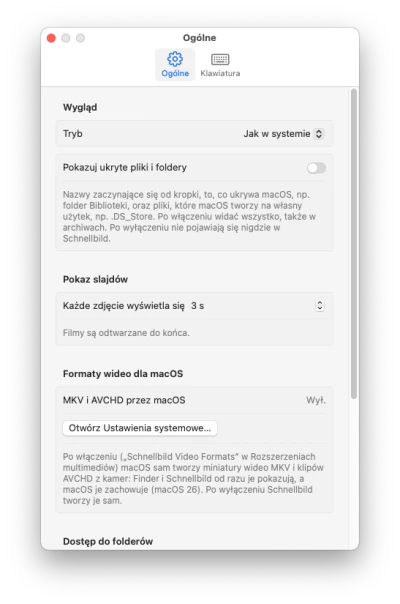 Ogólne
Ogólne
Klawiatura
Wygląd
Tryb
Jak w systemie
Pokazuj ukryte pliki i foldery
Nazwy zaczynające się od kropki, to, co ukrywa macOS, np.
folder Biblioteki, oraz pliki, które macOS tworzy na własny
użytek, np. .DS_Store. Po włączeniu widać wszystko, także w
archiwach. Po wyłączeniu nie pojawiają się nigdzie w
Schnellbild.
Pokaz slajdów
Każde zdjęcie wyświetla się 3 s
Filmy są odtwarzane do końca.
Formaty wideo dla macOS
MKV i AVCHD przez macOS
Wył.
Otwórz Ustawienia systemowe...
Po włączeniu („Schnellbild Video Formats" w Rozszerzeniach
multimediów) macOS sam tworzy miniatury wideo MKV i klipów
AVCHD z kamer: Finder i Schnellbild od razu je pokazują, a
macOS je zachowuje (macOS 26). Po wyłączeniu Schnellbild
tworzy je sam.
Dostęp do folderów